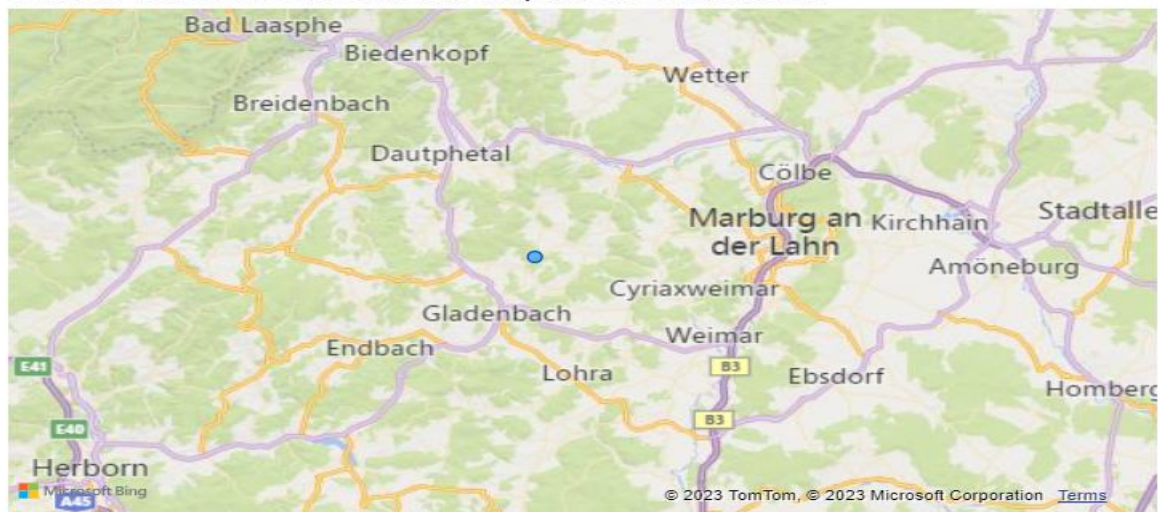 Bad Laasphe
Biedenkopf
Wetter
Breidenbach
Dautphetal
Cölbe
Marburg an
der Lahn
Kirchhain
Stadtalle
Amöneburg
Cyriaxweimar
Gladenbach
Weimar
Endbach
E41
B3
Lohra
Ebsdorf
Homberg
B3
E40
Herborn
Microsoft Bing
A45
© 2023 TomTom, © 2023 Microsoft Corporation Terms